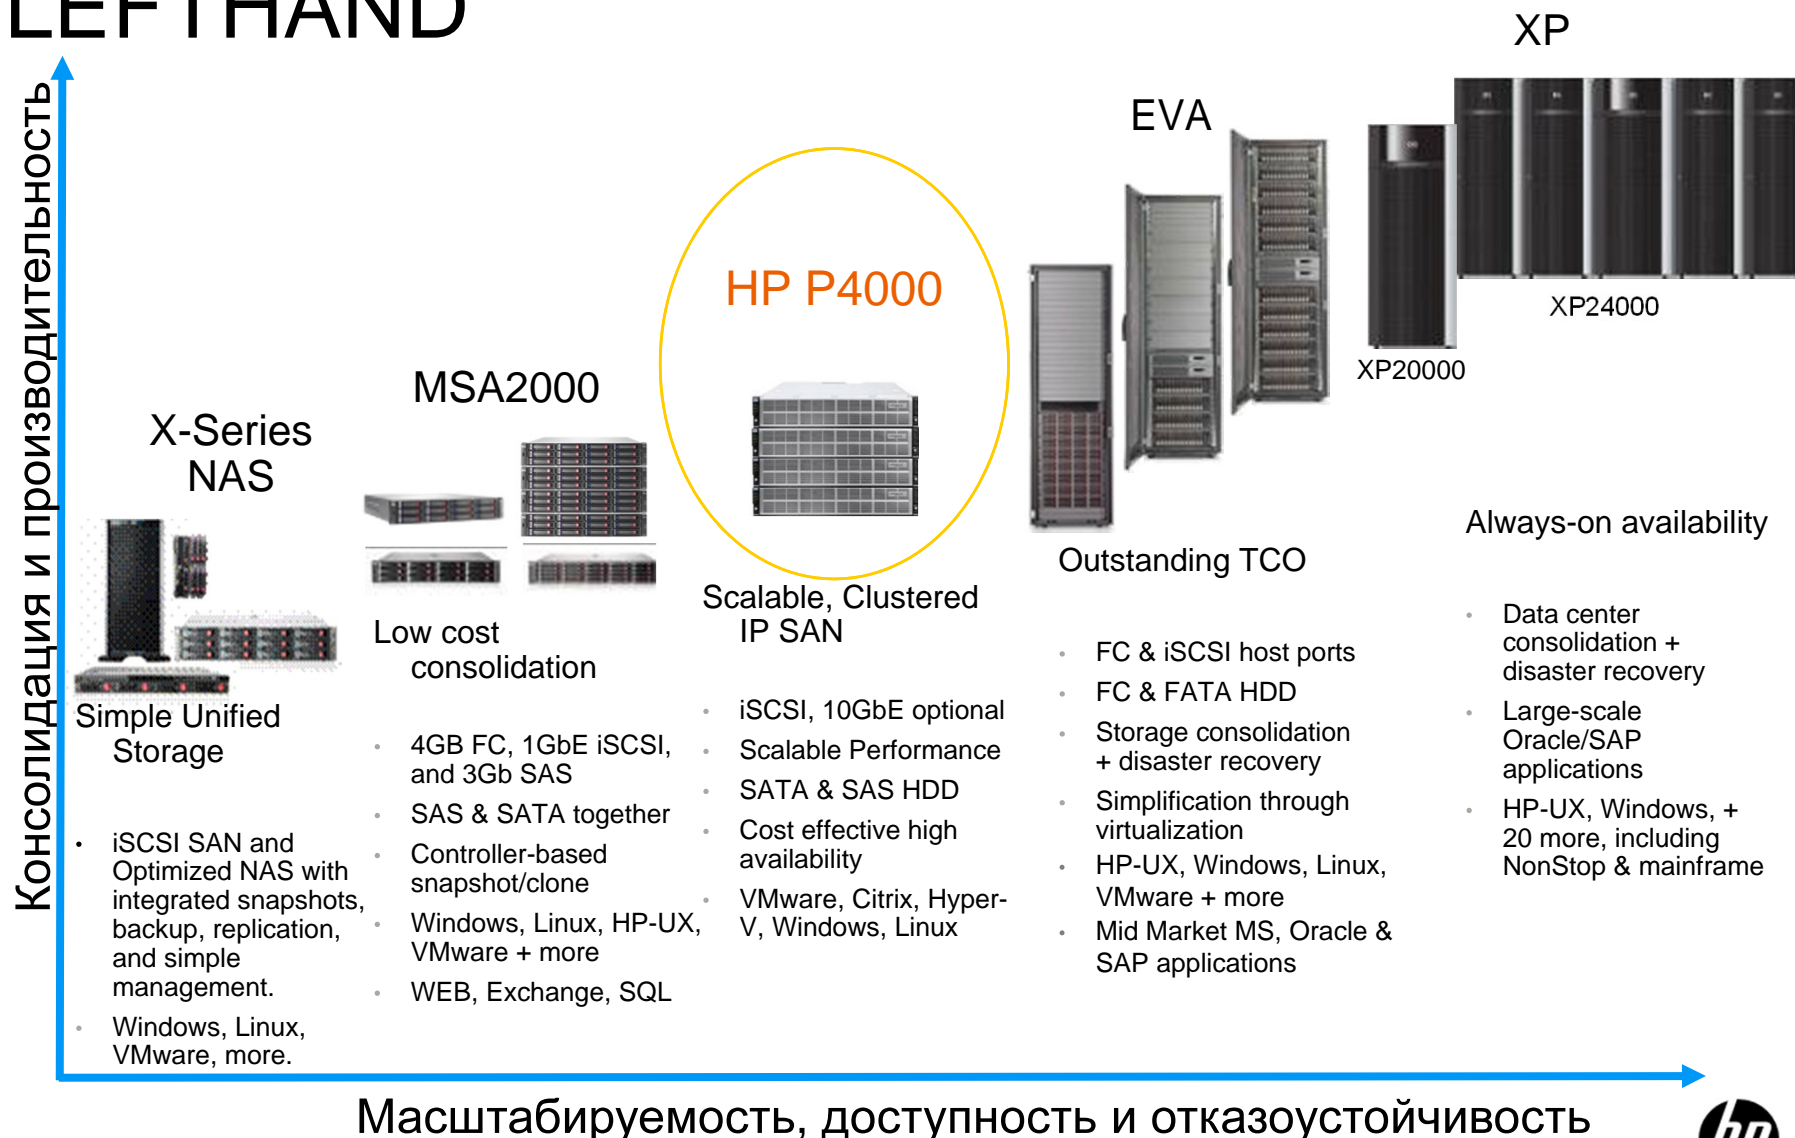 LEFTHAND
XP
EVA
HP P4000
XP24000
XP20000
MSA2000
X-Series
NAS
Консолидация и производительность
Simple Unified
Storage
• iSCSI SAN and
Optimized NAS with
integrated snapshots,
backup, replication,
and simple
management.
• Windows, Linux,
VMware, more.
Low cost
consolidation
• 4GB FC, 1GbE iSCSI,
and 3Gb SAS
• SAS & SATA together
• Controller-based
snapshot/clone
• Windows, Linux, HP-UX,
VMware + more
• WEB, Exchange, SQL
Scalable, Clustered
IP SAN
• iSCSI, 10GbE optional
• Scalable Performance
• SATA & SAS HDD
• Cost effective high
availability
• VMware, Citrix, Hyper-
V, Windows, Linux
Outstanding TCO
• FC & iSCSI host ports
• FC & FATA HDD
• Storage consolidation
+ disaster recovery
• Simplification through
virtualization
• HP-UX, Windows, Linux,
VMware + more
• Mid Market MS, Oracle &
SAP applications
Always-on availability
• Data center
consolidation +
disaster recovery
• Large-scale
Oracle/SAP
applications
• HP-UX, Windows, +
20 more, including
NonStop & mainframe
Масштабируемость, доступность и отказоустойчивость
hp